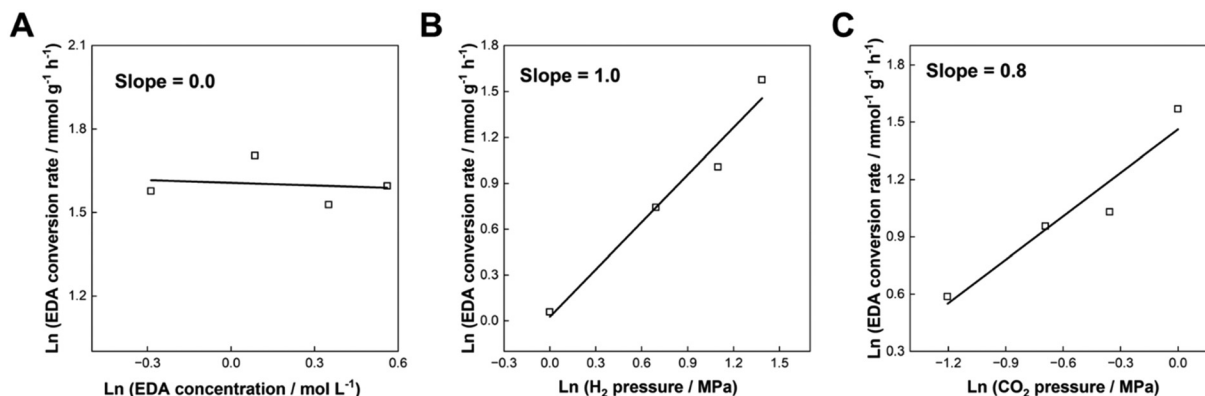 A
Ln (EDA conversion rate / mmol g⁻¹ h⁻¹)
2.1
1.8
1.5
1.2
Slope = 0.0
−0.3 0.0 0.3 0.6
Ln (EDA concentration / mol L⁻¹)
B
Ln (EDA conversion rate / mmol g⁻¹ h⁻¹)
1.8
1.5
1.2
0.9
0.6
0.3
0.0
Slope = 1.0
−0.3 0.0 0.3 0.6 0.9 1.2 1.5
Ln (H₂ pressure / MPa)
C
Ln (EDA conversion rate / mmol⁻¹ g⁻¹ h⁻¹)
1.8
1.5
1.2
0.9
0.6
0.3
Slope = 0.8
−1.2 −0.9 −0.6 −0.3 0.0
Ln (CO₂ pressure / MPa)